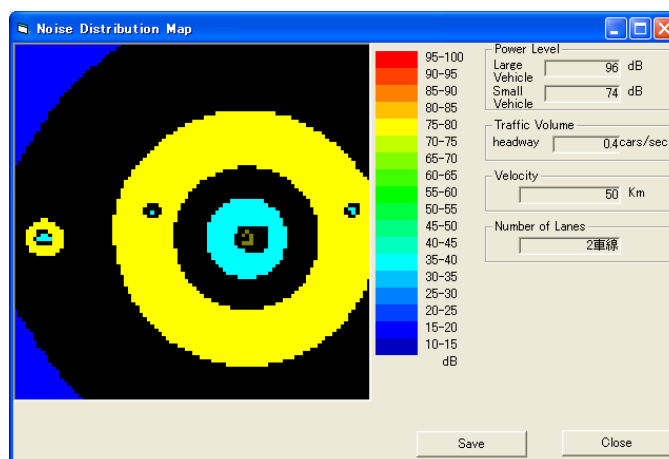 Noise Distribution Map
95-100
90-95
85-90
80-85
75-80
70-75
65-70
60-65
55-60
50-55
45-50
40-45
35-40
30-35
25-30
20-25
15-20
10-15
dB
Power Level
Large Vehicle 96 dB
Small Vehicle 74 dB
Traffic Volume
headway 0.4 cars/sec
Velocity
50 Km
Number of Lanes
2車線
Save
Close